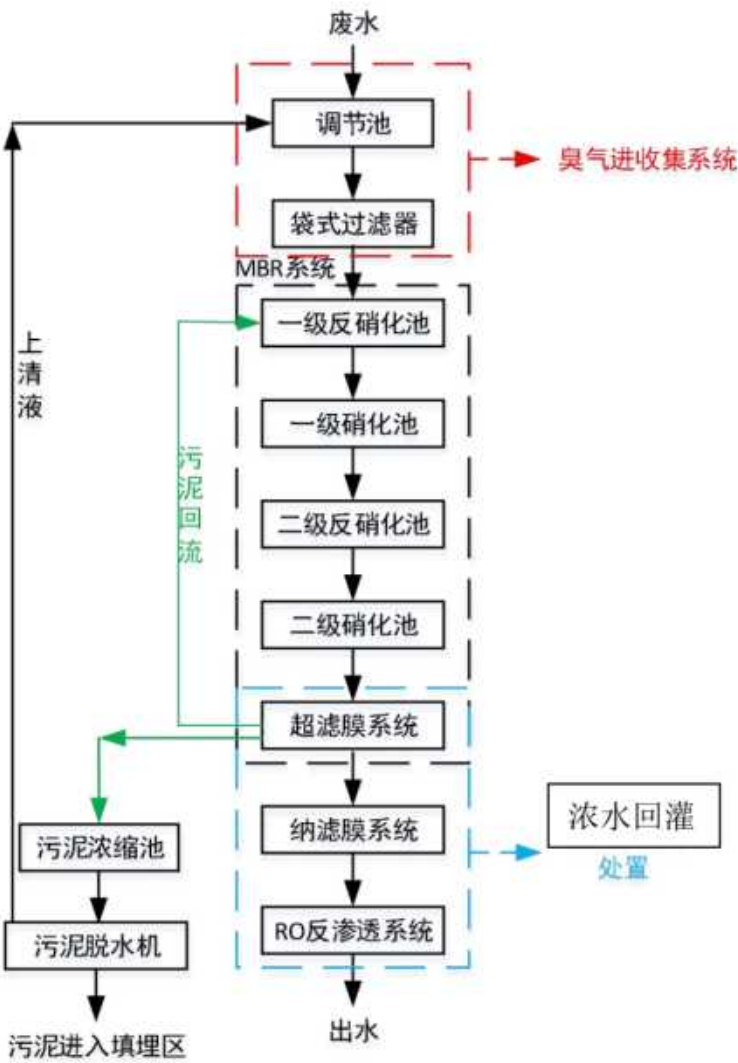 废水
调节池
臭气进收集系统
袋式过滤器
MBR系统
一级反硝化池
上清液
一级硝化池
污泥回流
二级反硝化池
二级硝化池
超滤膜系统
浓水回灌
纳滤膜系统
污泥浓缩池
处置
RO反渗透系统
污泥脱水机
出水
污泥进入填埋区